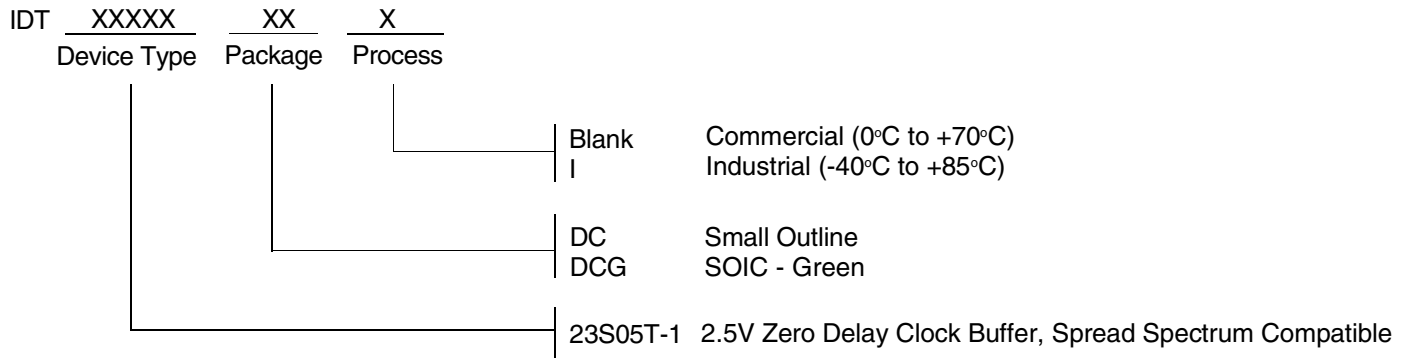 IDT XXXXX XX X
Device Type Package Process
Blank Commercial (0°C to +70°C)
I Industrial (-40°C to +85°C)
DC Small Outline
DCG SOIC - Green
23S05T-1 2.5V Zero Delay Clock Buffer, Spread Spectrum Compatible